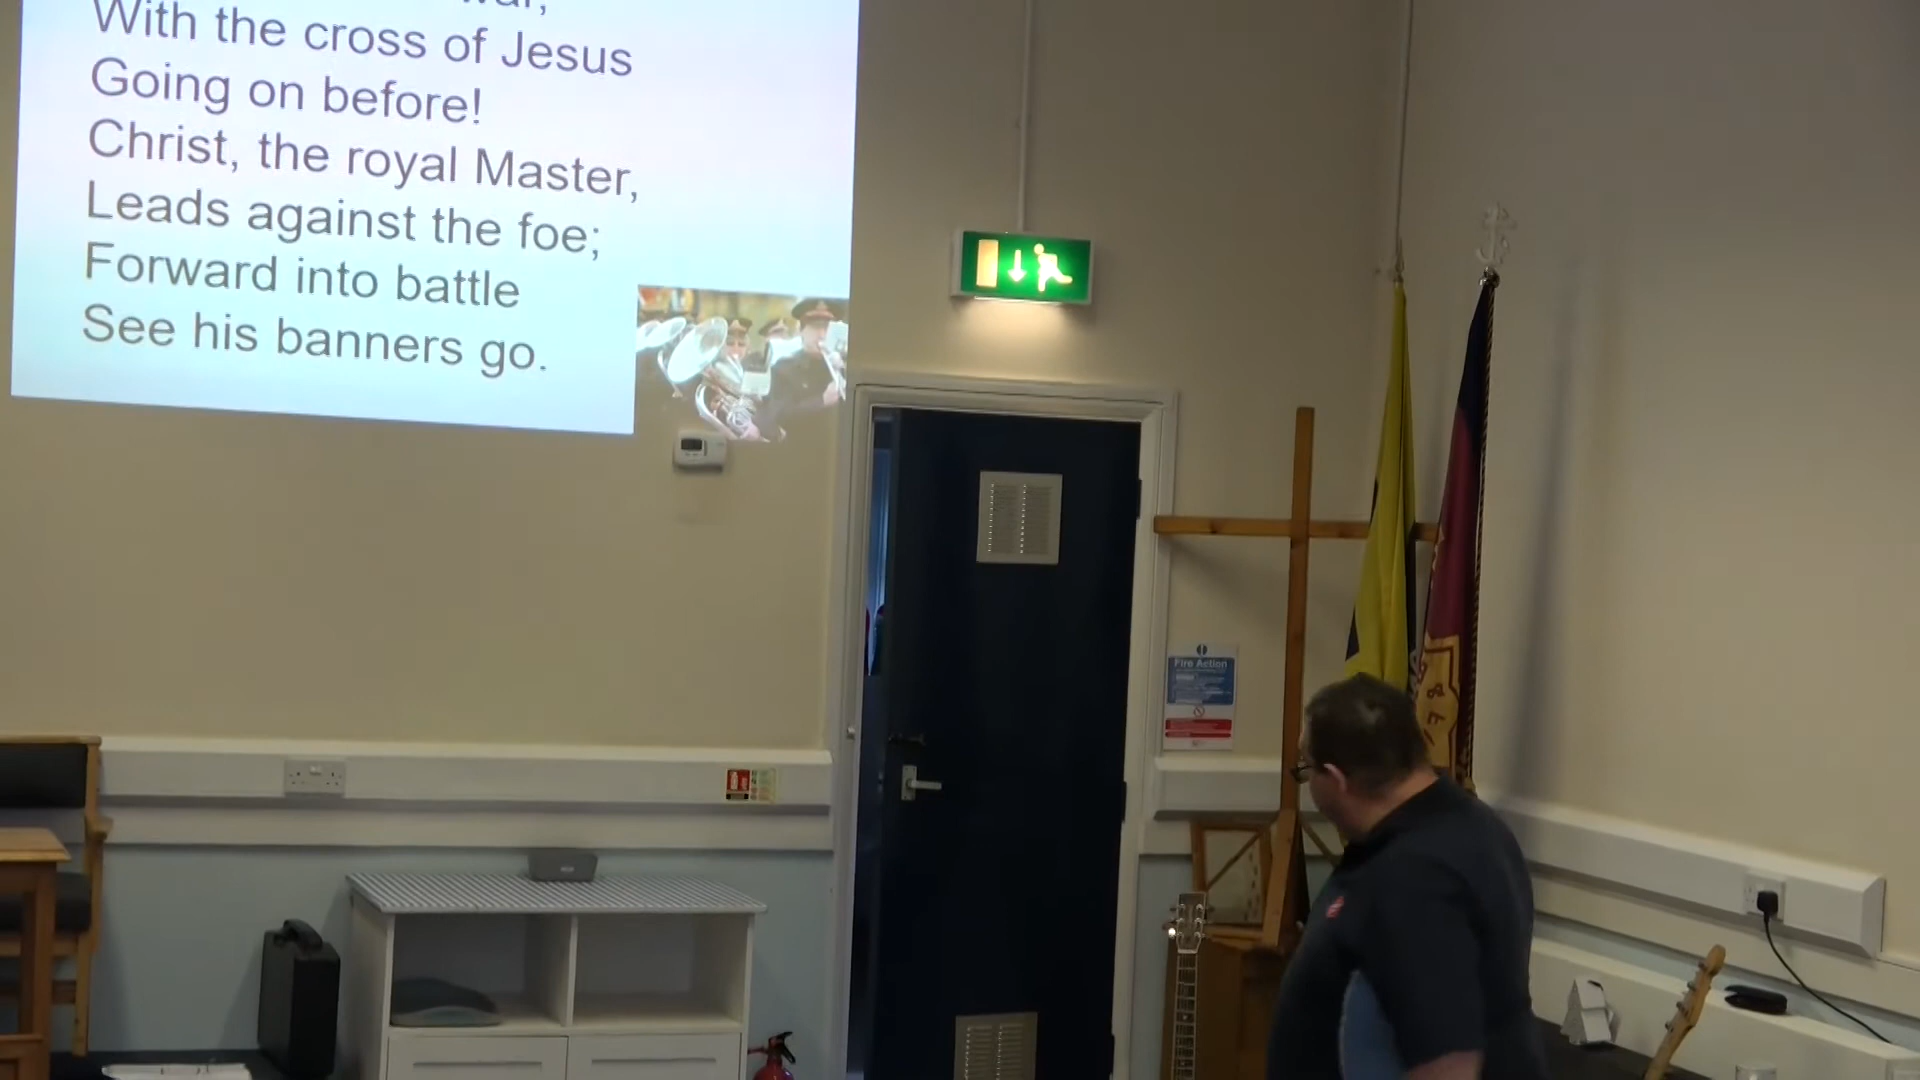 With the cross of Jesus
Going on before!
Christ, the royal Master,
Leads against the foe;
Forward into battle
See his banners go.
Fire Action
178